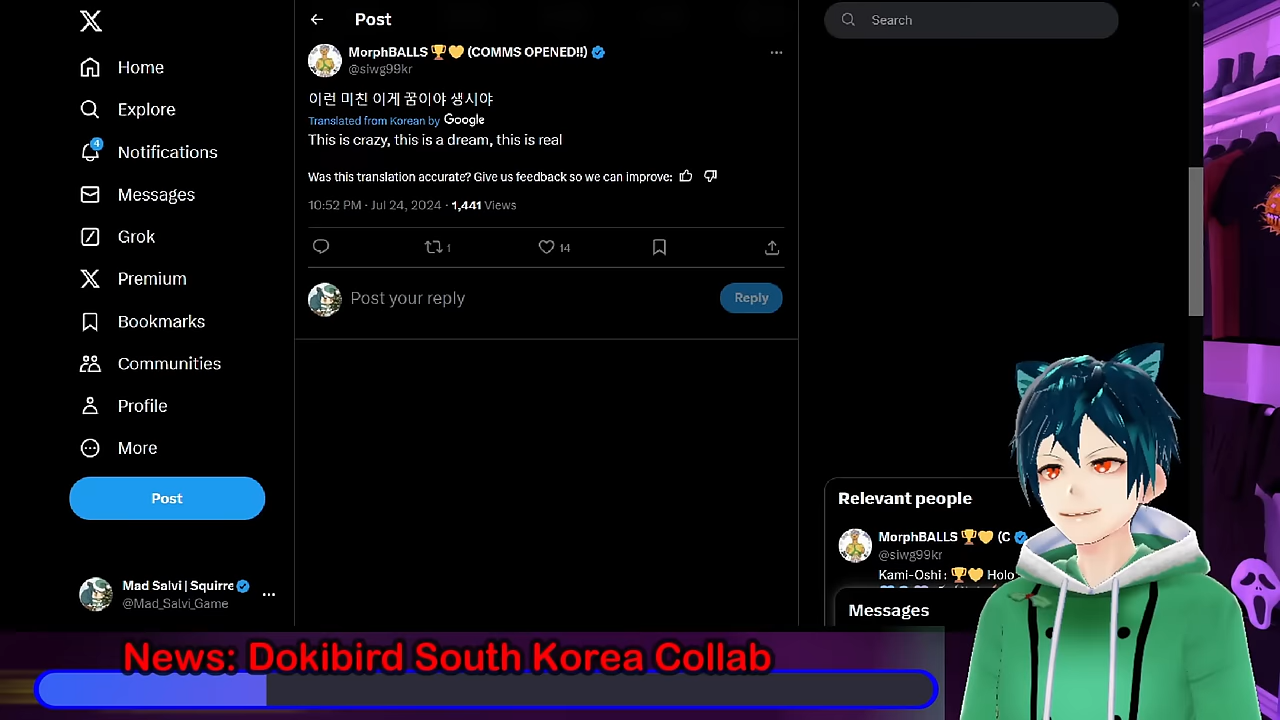 Post
Search
Home
Explore
4
Notifications
Messages
Grok
Premium
Bookmarks
Communities
Profile
More
Post
Mad Salvi | Squirre
@Mad_Salvi_Game
MorphBALLS 🏆💛 (COMMS OPENED!!)
@siwg99kr
이런 미친 이게 꿈이야 생시야
Translated from Korean by Google
This is crazy, this is a dream, this is real
Was this translation accurate? Give us feedback so we can improve:
10:52 PM · Jul 24, 2024 · 1,441 Views
1
14
Post your reply
Reply
Relevant people
MorphBALLS 🏆💛 (C
@siwg99kr
Kami-Oshi : 🏆💛 Holo
Messages
News: Dokibird South Korea Collab